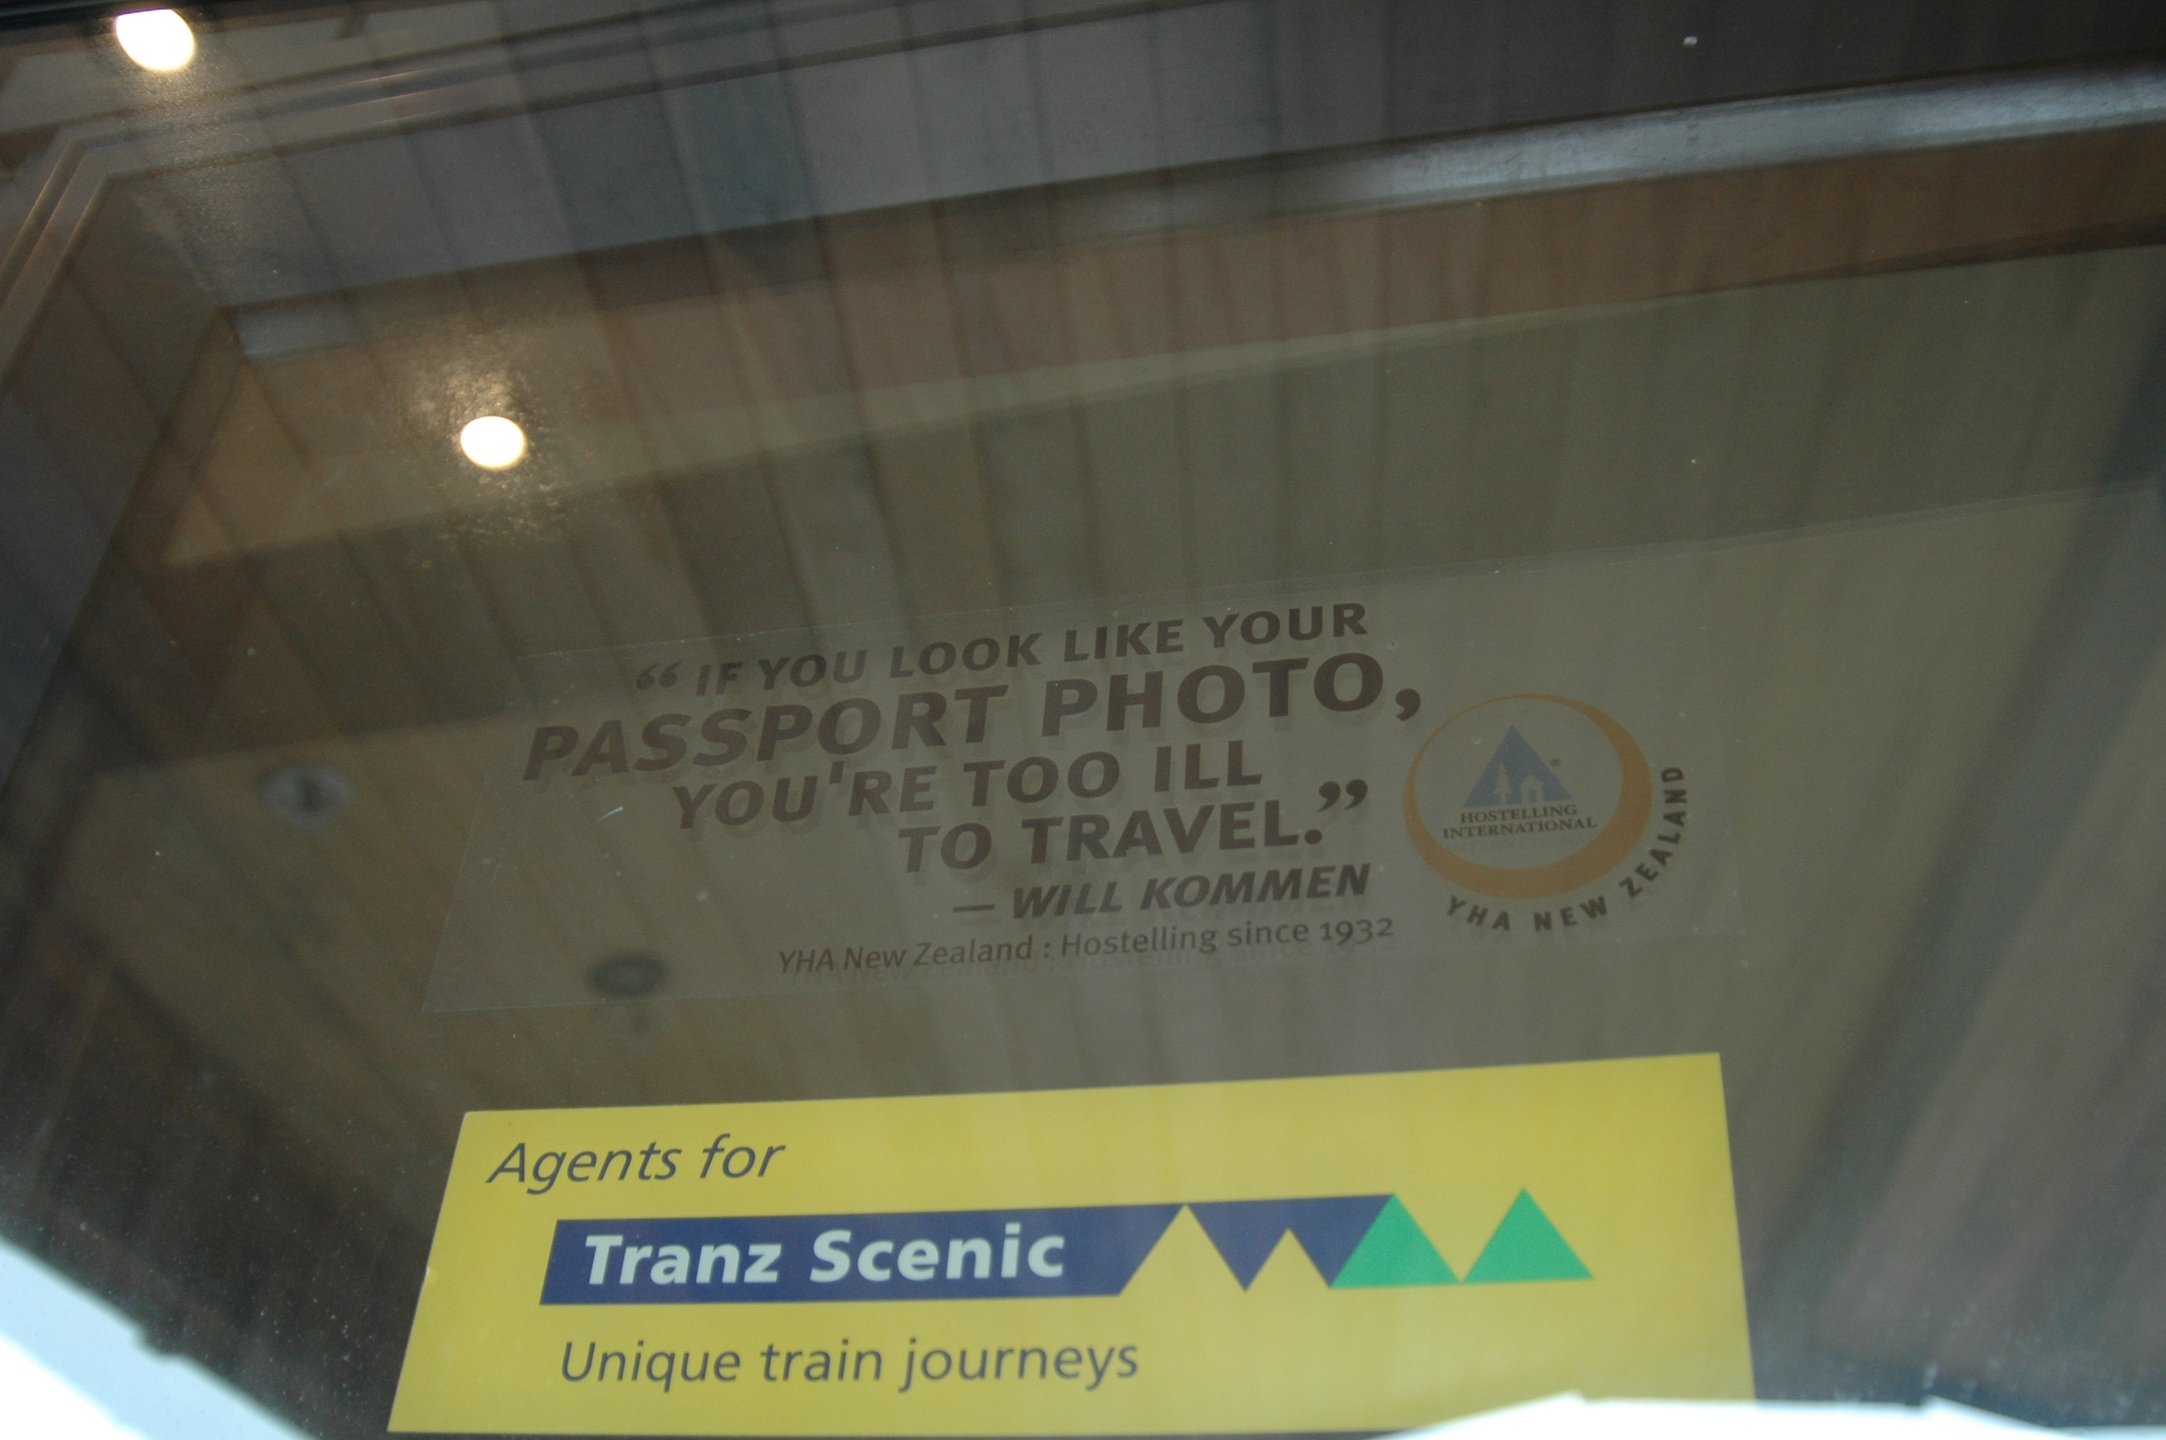 “ IF YOU LOOK LIKE YOUR
PASSPORT PHOTO,
YOU'RE TOO ILL
TO TRAVEL.”
— WILL KOMMEN
YHA New Zealand : Hostelling since 1932
HOSTELLING
INTERNATIONAL
YHA NEW ZEALAND
Agents for
Tranz Scenic
Unique train journeys